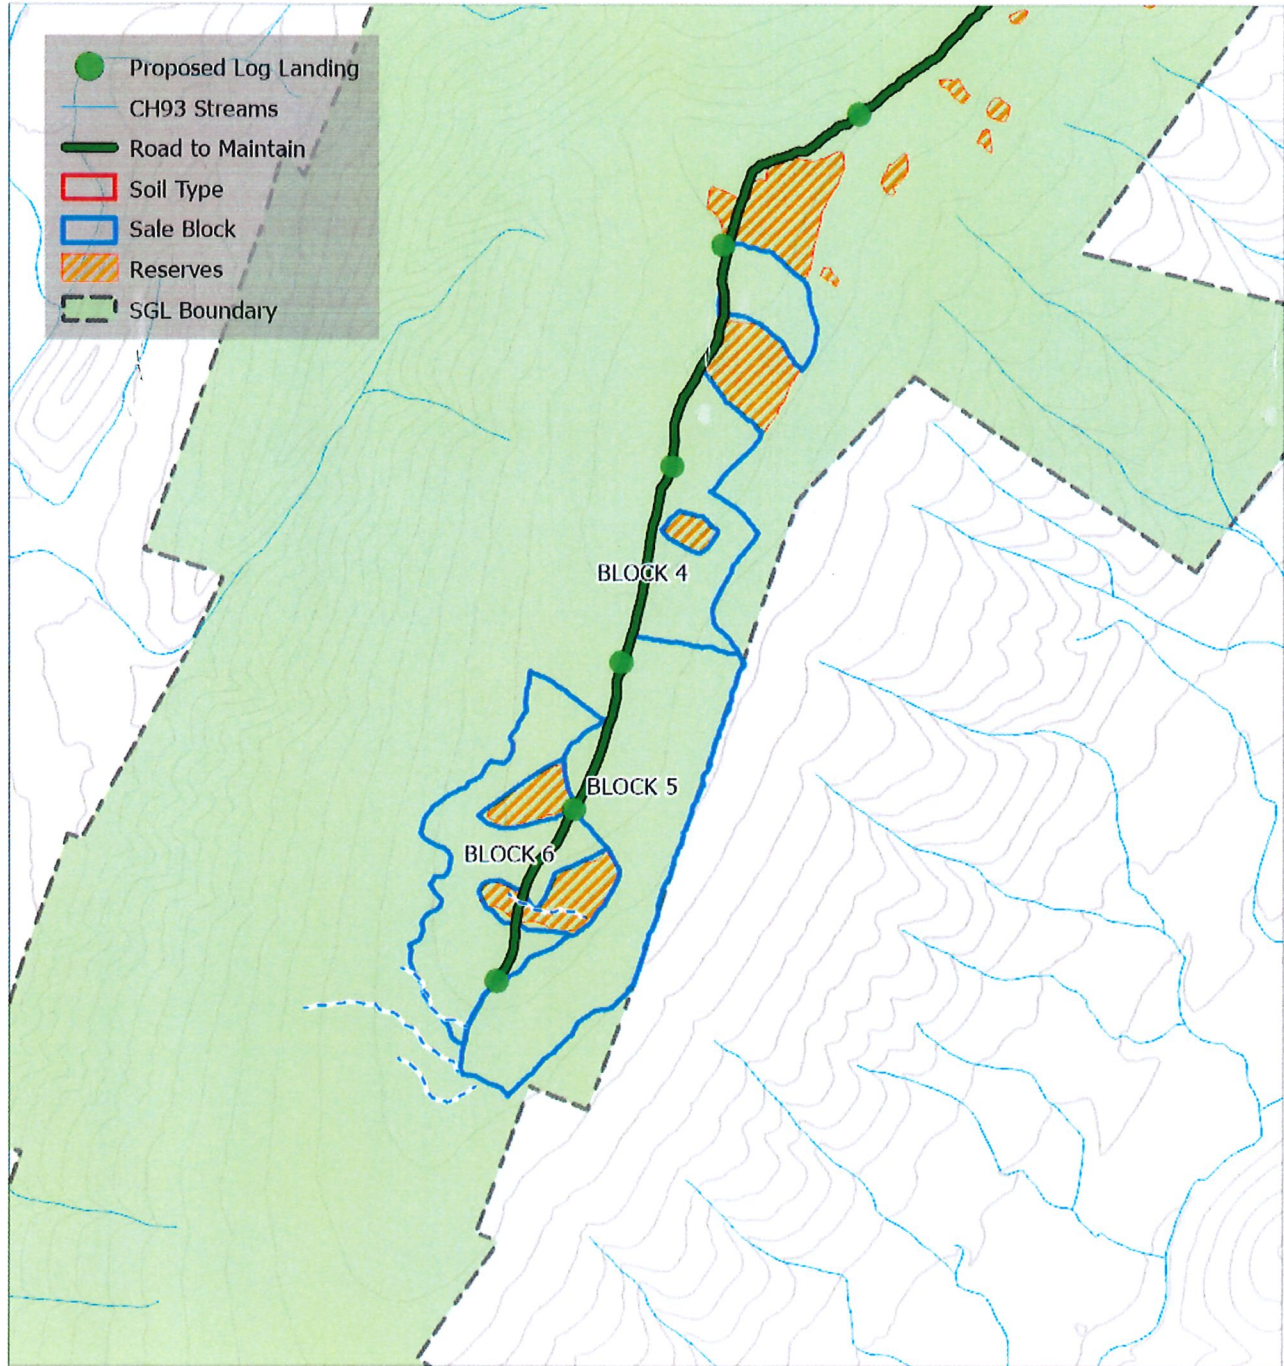 Proposed Log Landing
CH93 Streams
Road to Maintain
Soil Type
Sale Block
Reserves
SGL Boundary
BLOCK 4
BLOCK 5
BLOCK 6